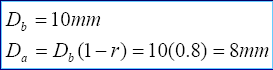 D_b = 10mm
D_a = D_b(1−r) = 10(0.8) = 8mm